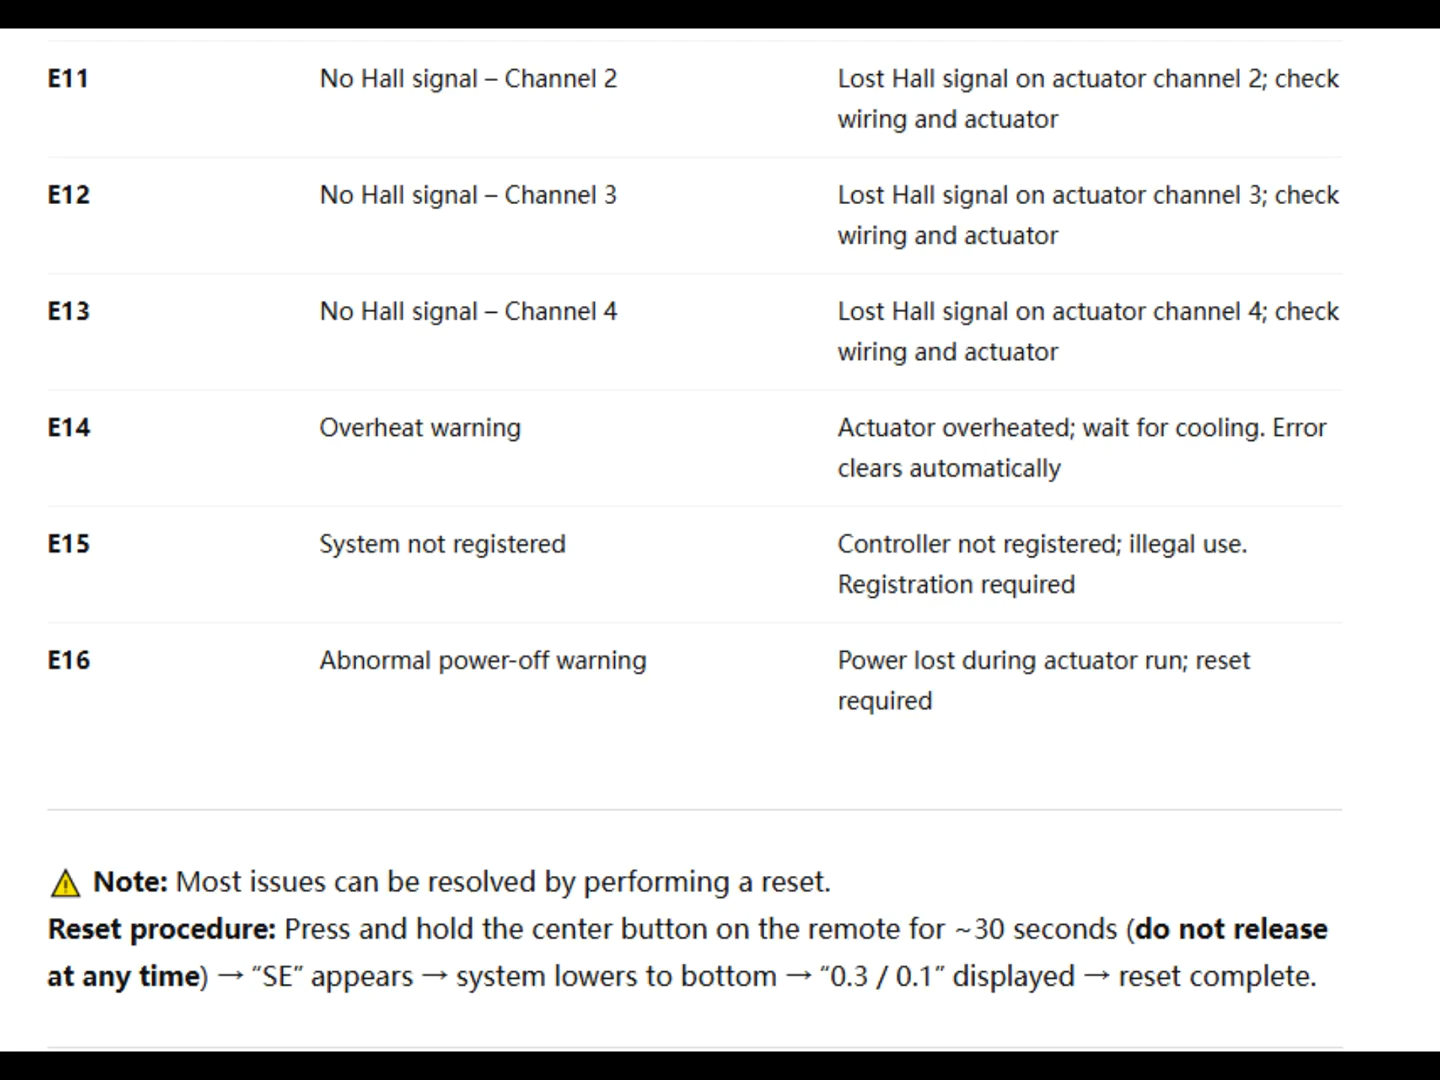 E11 No Hall signal – Channel 2 Lost Hall signal on actuator channel 2; check
wiring and actuator
E12 No Hall signal – Channel 3 Lost Hall signal on actuator channel 3; check
wiring and actuator
E13 No Hall signal – Channel 4 Lost Hall signal on actuator channel 4; check
wiring and actuator
E14 Overheat warning Actuator overheated; wait for cooling. Error
clears automatically
E15 System not registered Controller not registered; illegal use.
Registration required
E16 Abnormal power-off warning Power lost during actuator run; reset
required
⚠ Note: Most issues can be resolved by performing a reset.
Reset procedure: Press and hold the center button on the remote for ~30 seconds (do not release
at any time) → “SE” appears → system lowers to bottom → “0.3 / 0.1” displayed → reset complete.